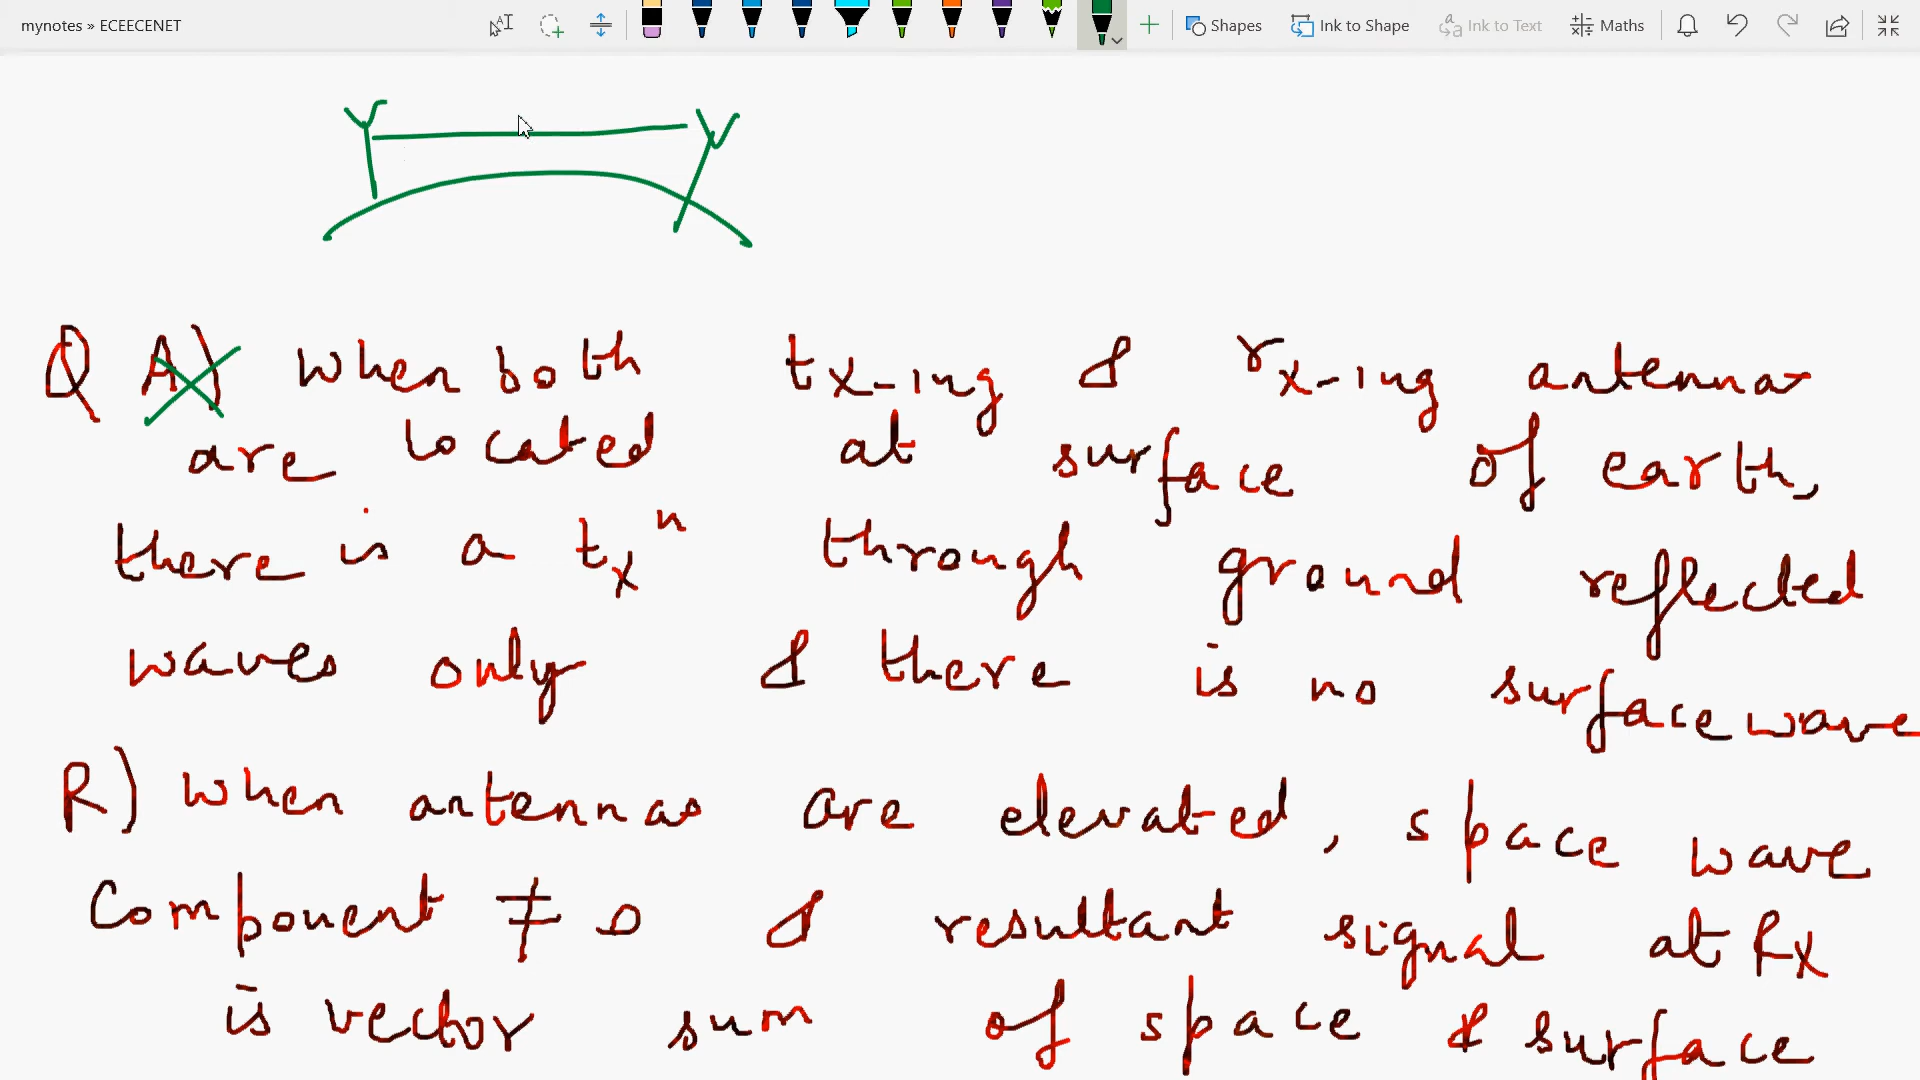 mynotes » ECEECENET
Shapes
Ink to Shape
Ink to Text
Maths
Q A) When both tx-ing & rx-ing antenna
are located at surface of earth,
there is a txⁿ through ground reflected
waves only & there is no surface wave
R) When antennas are elevated, space wave
Component ≠ 0 & resultant signal at Rx
is vector sum of space & surface